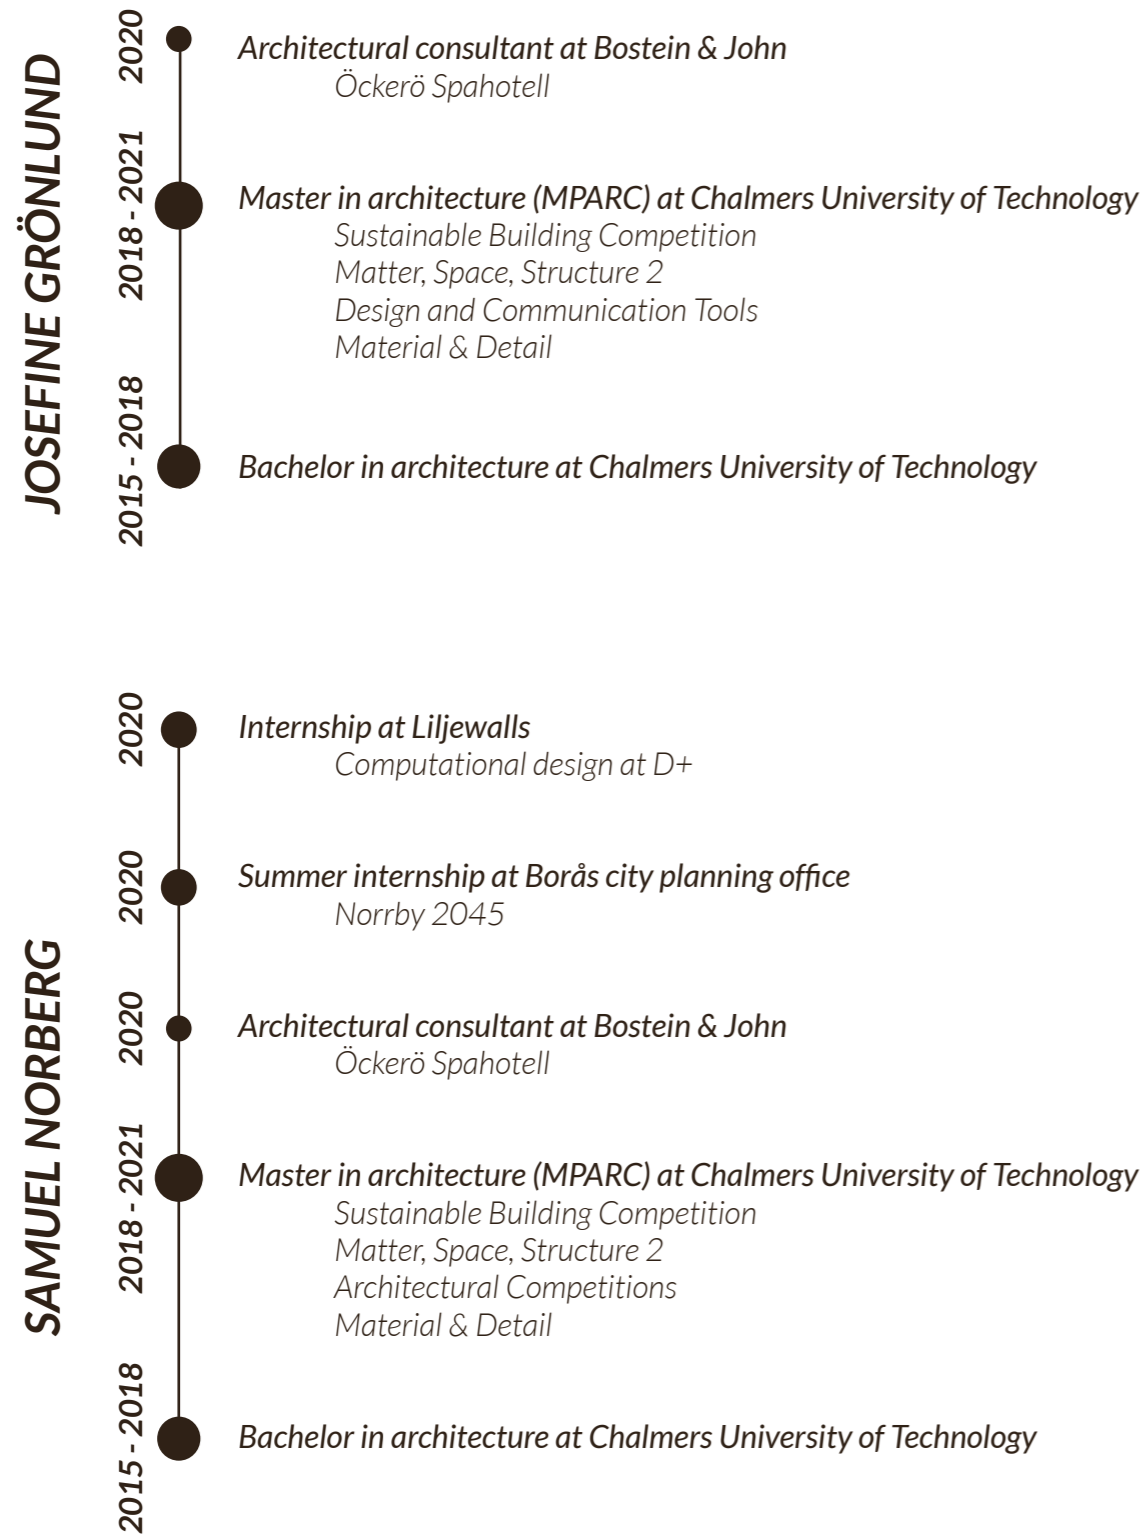 JOSEFINE GRÖNLUND
2020
Architectural consultant at Bostein & John
Öckerö Spahotell
2018 - 2021
Master in architecture (MPARC) at Chalmers University of Technology
Sustainable Building Competition
Matter, Space, Structure 2
Design and Communication Tools
Material & Detail
2015 - 2018
Bachelor in architecture at Chalmers University of Technology
SAMUEL NORBERG
2020
Internship at Liljewalls
Computational design at D+
2020
Summer internship at Borås city planning office
Norrby 2045
2020
Architectural consultant at Bostein & John
Öckerö Spahotell
2018 - 2021
Master in architecture (MPARC) at Chalmers University of Technology
Sustainable Building Competition
Matter, Space, Structure 2
Architectural Competitions
Material & Detail
2015 - 2018
Bachelor in architecture at Chalmers University of Technology